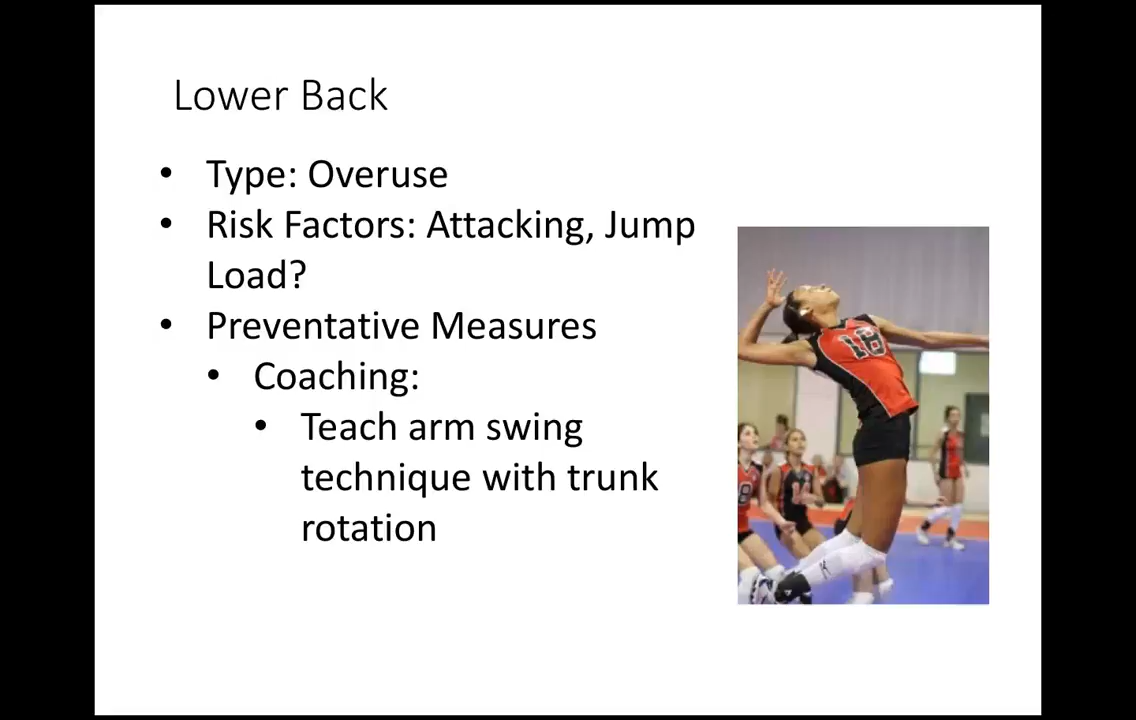 Lower Back
• Type: Overuse
• Risk Factors: Attacking, Jump
Load?
• Preventative Measures
• Coaching:
• Teach arm swing
technique with trunk
rotation
18